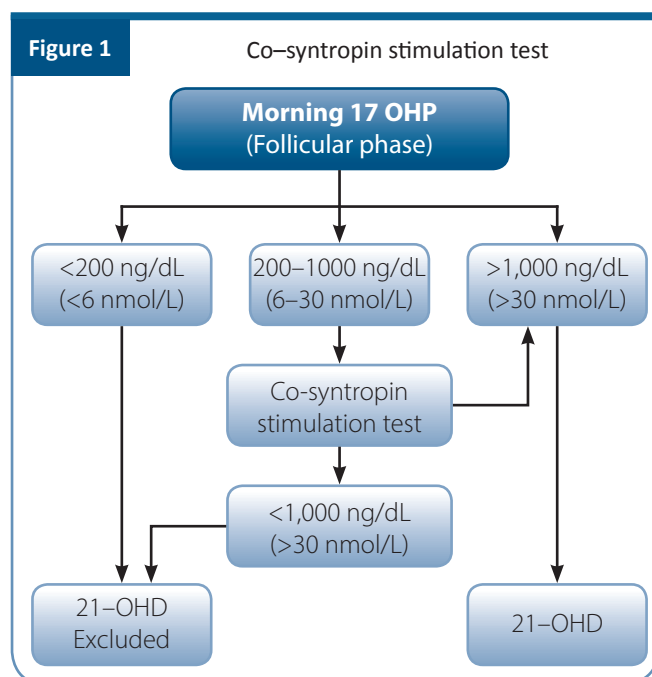 Figure 1
Co–syntropin stimulation test
Morning 17 OHP
(Follicular phase)
<200 ng/dL
(<6 nmol/L)
200–1000 ng/dL
(6–30 nmol/L)
>1,000 ng/dL
(>30 nmol/L)
Co-syntropin
stimulation test
<1,000 ng/dL
(>30 nmol/L)
21–OHD
Excluded
21–OHD